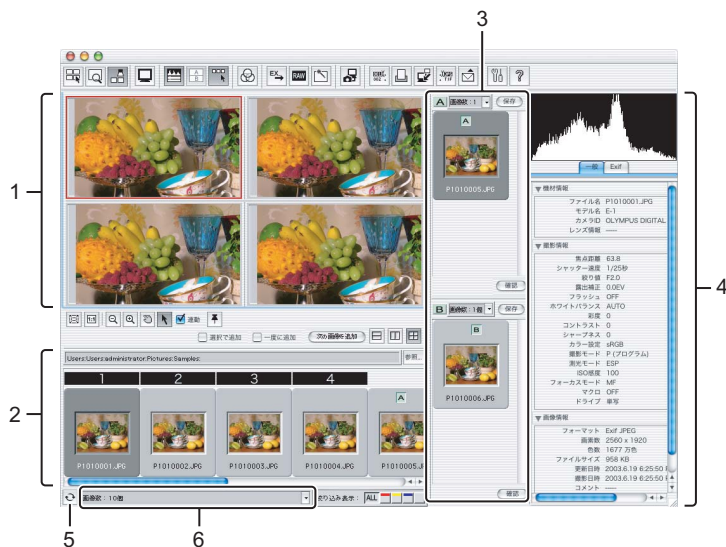 3
EX
RAW
A 画像数：1 保存
A
P1010005.JPG
確認
B 画像数：1個 保存
B
P1010006.JPG
確認
1
4
一般 Exif
機材情報
ファイル名 P1010001.JPG
モデル名 E-1
カメラID OLYMPUS DIGITAL
レンズ情報 ----
撮影情報
焦点距離 63.8
シャッター速度 1/25秒
絞り値 F2.0
露出補正 0.0EV
フラッシュ OFF
ホワイトバランス AUTO
彩度 0
コントラスト 0
シャープネス 0
カラー設定 sRGB
撮影モード P (プログラム)
測光モード ESP
ISO感度 100
フォーカスモード MF
マクロ OFF
ドライブ 単写
画像情報
フォーマット Exif JPEG
画素数 2560 x 1920
色数 1677 万色
ファイルサイズ 958 KB
更新日時 2003.6.19 6:25:50
撮影日時 2003.6.19 6:25:50
コメント ----
1:1 連動
選択で追加 一度に追加 次の画像を追加
2
Users:Users:administrator:Pictures:Samples: 参照..
1 2 3 4
A
P1010001.JPG P1010002.JPG P1010003.JPG P1010004.JPG P1010005.J
画像数：10個 絞り込み表示： ALL
5
6